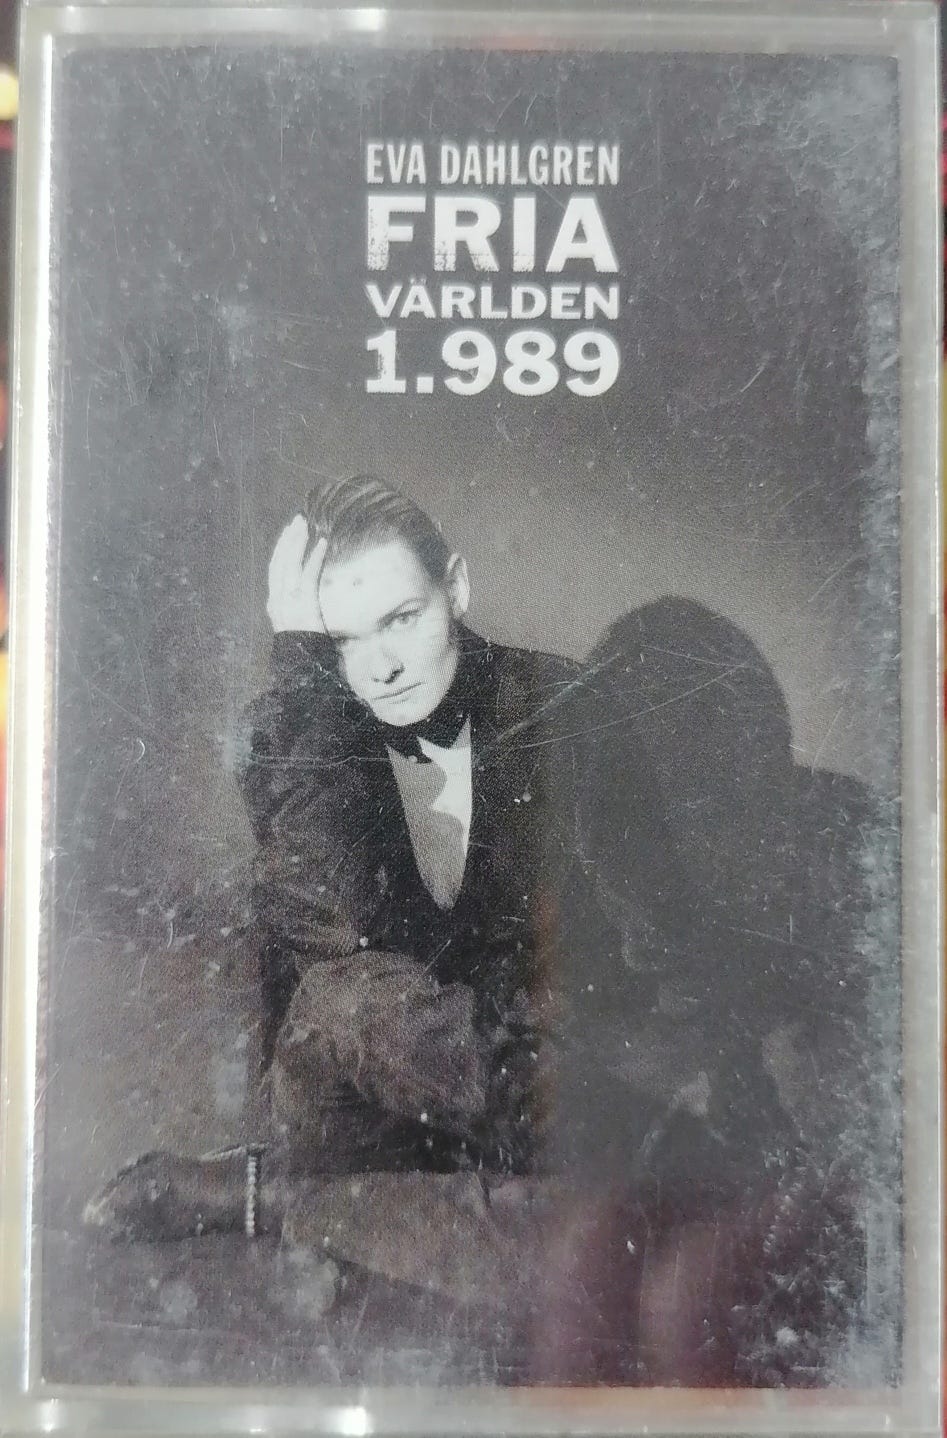 EVA DAHLGREN
FRIA
VÄRLDEN
1.989